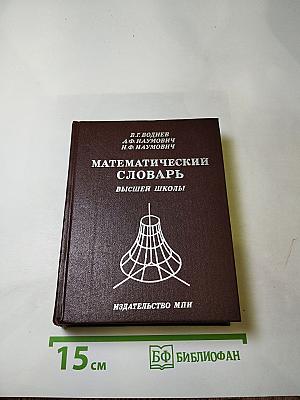 В.Г. ВОДНЕВ
А.Ф. НАУМОВИЧ
Н.Ф. НАУМОВИЧ
МАТЕМАТИЧЕСКИЙ
СЛОВАРЬ
ВЫСШЕЙ ШКОЛЫ
ИЗДАТЕЛЬСТВО МПИ
15 см
БФ БИБЛИОФАН